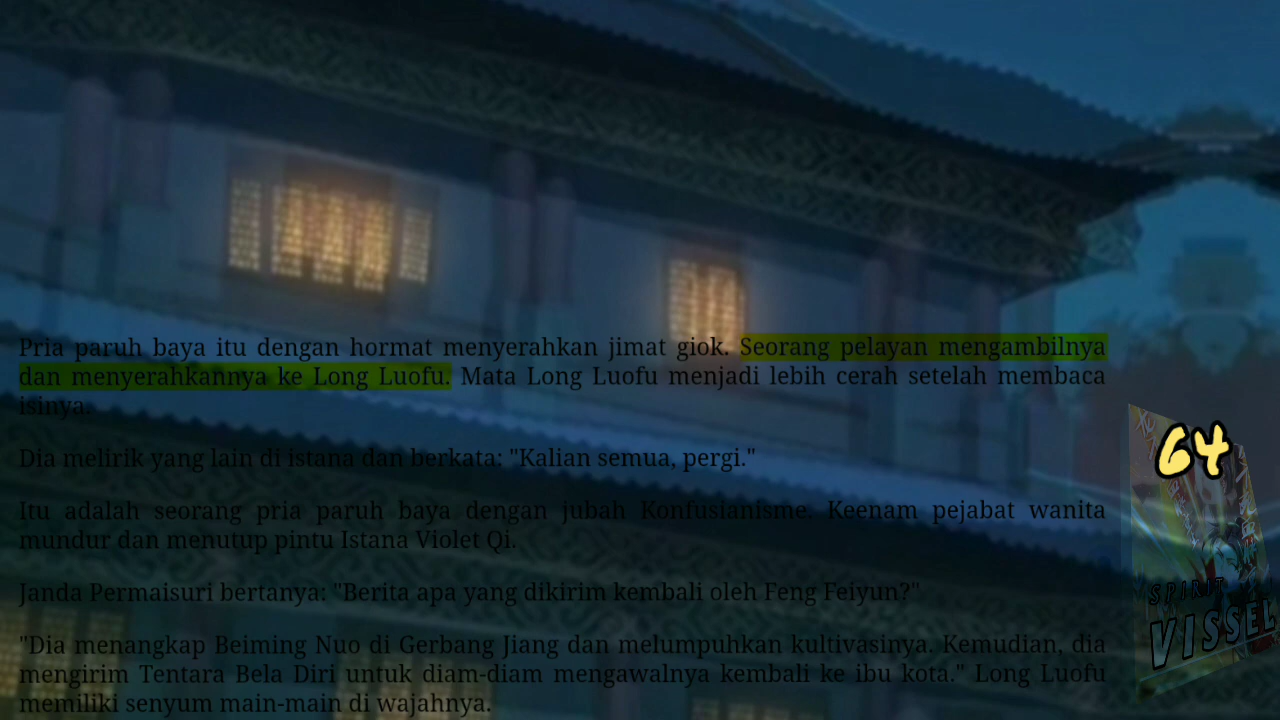 Pria paruh baya itu dengan hormat menyerahkan jimat giok. Seorang pelayan mengambilnya
dan menyerahkannya ke Long Luofu. Mata Long Luofu menjadi lebih cerah setelah membaca
isinya.
Dia melirik yang lain di istana dan berkata: "Kalian semua, pergi."
Itu adalah seorang pria paruh baya dengan jubah Konfusianisme. Keenam pejabat wanita
mundur dan menutup pintu Istana Violet Qi.
Janda Permaisuri bertanya: "Berita apa yang dikirim kembali oleh Feng Feiyun?"
"Dia menangkap Beiming Nuo di Gerbang Jiang dan melumpuhkan kultivasinya. Kemudian, dia
mengirim Tentara Bela Diri untuk diam-diam mengawalnya kembali ke ibu kota." Long Luofu
memiliki senyum main-main di wajahnya.
64
SPIRIT
VISSEL